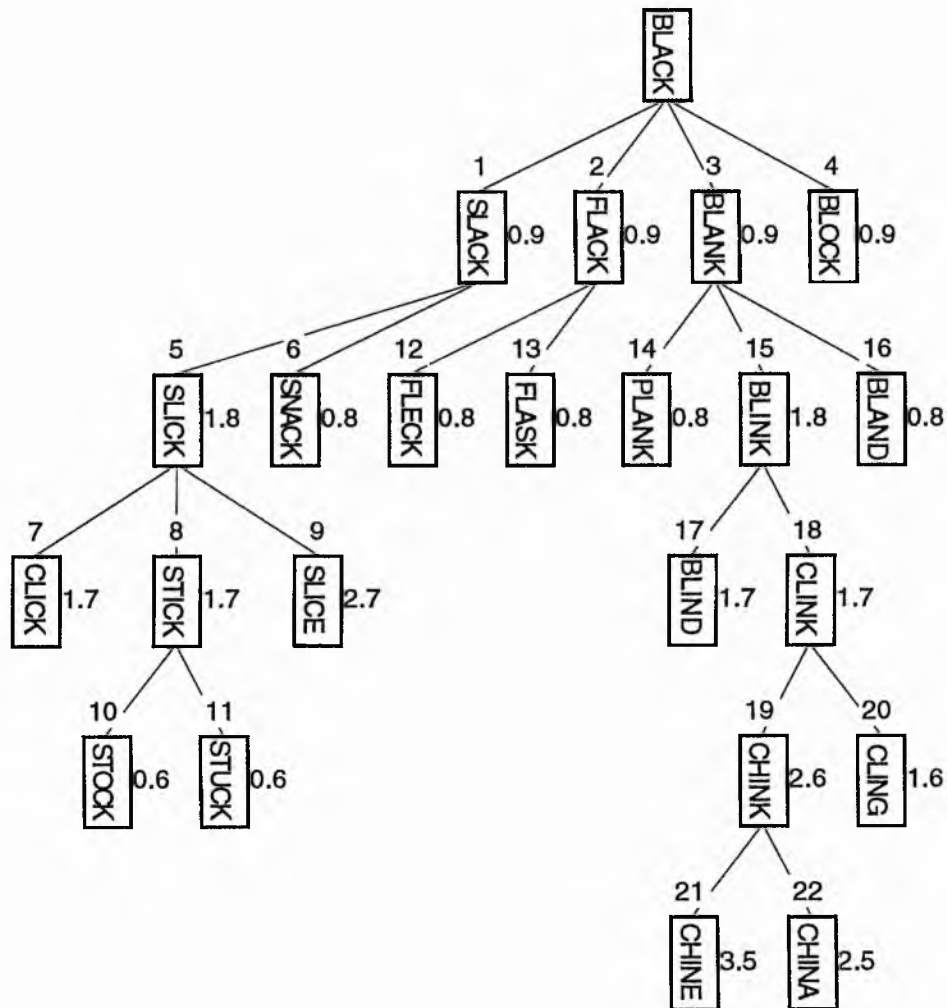 BLACK
1 2 3 4
SLACK 0.9 FLACK 0.9 BLANK 0.9 BLOCK 0.9
5 6 12 13 14 15 16
SLICK 1.8 SNACK 0.8 FLECK 0.8 FLASK 0.8 PLANK 0.8 BLINK 1.8 BLAND 0.8
7 8 9 17 18
CLICK 1.7 STICK 1.7 SLICE 2.7 BLIND 1.7 CLINK 1.7
10 11 19 20
STOCK 0.6 STUCK 0.6 CHINK 2.6 CLING 1.6
21 22
CHINE 3.5 CHINA 2.5